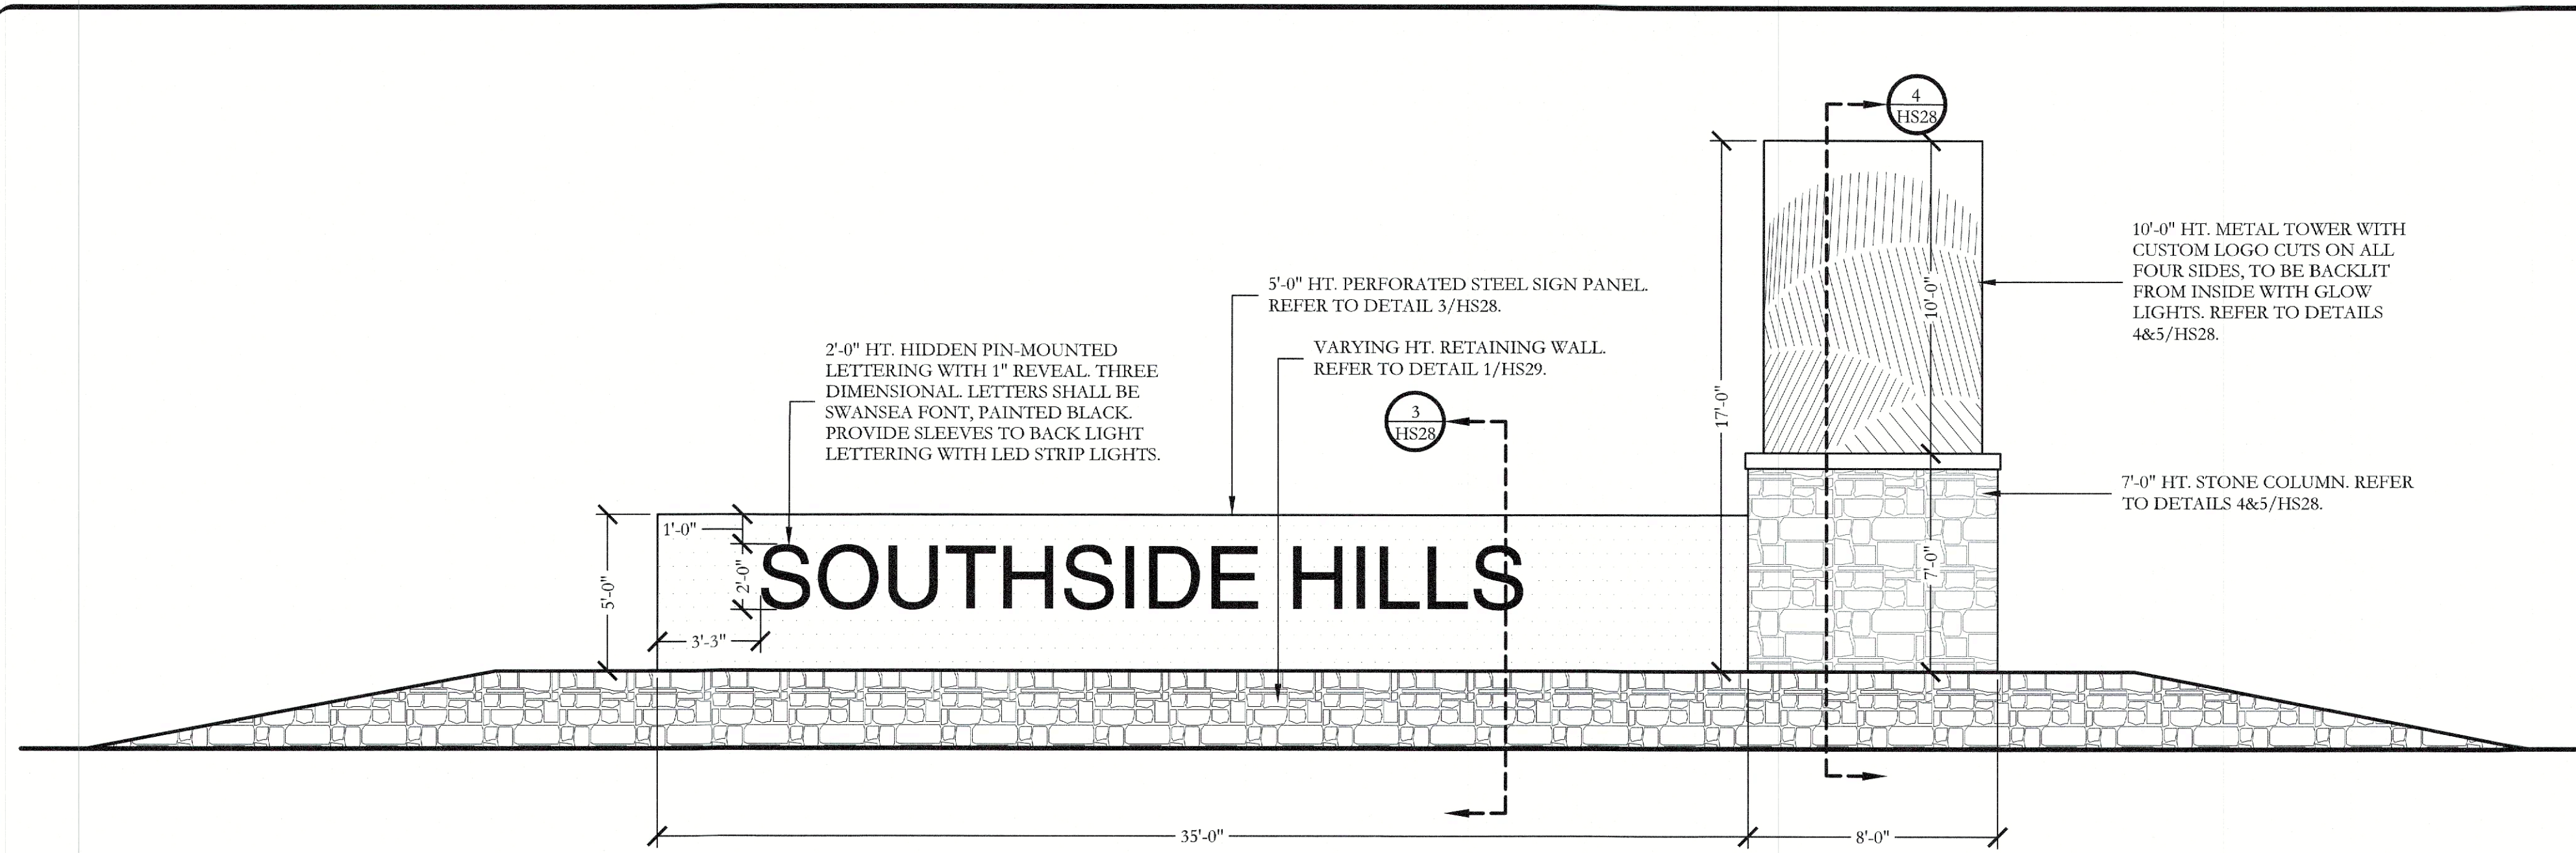 4
HS28
10'-0" HT. METAL TOWER WITH
CUSTOM LOGO CUTS ON ALL
FOUR SIDES, TO BE BACKLIT
FROM INSIDE WITH GLOW
LIGHTS. REFER TO DETAILS
4&5/HS28.
10'-0"
5'-0" HT. PERFORATED STEEL SIGN PANEL.
REFER TO DETAIL 3/HS28.
VARYING HT. RETAINING WALL.
REFER TO DETAIL 1/HS29.
2'-0" HT. HIDDEN PIN-MOUNTED
LETTERING WITH 1" REVEAL. THREE
DIMENSIONAL. LETTERS SHALL BE
SWANSEA FONT, PAINTED BLACK.
PROVIDE SLEEVES TO BACK LIGHT
LETTERING WITH LED STRIP LIGHTS.
3
HS28
17'-0"
7'-0" HT. STONE COLUMN. REFER
TO DETAILS 4&5/HS28.
1'-0"
2'-0"
SOUTHSIDE HILLS
5'-0"
7'-0"
3'-3"
35'-0"
8'-0"